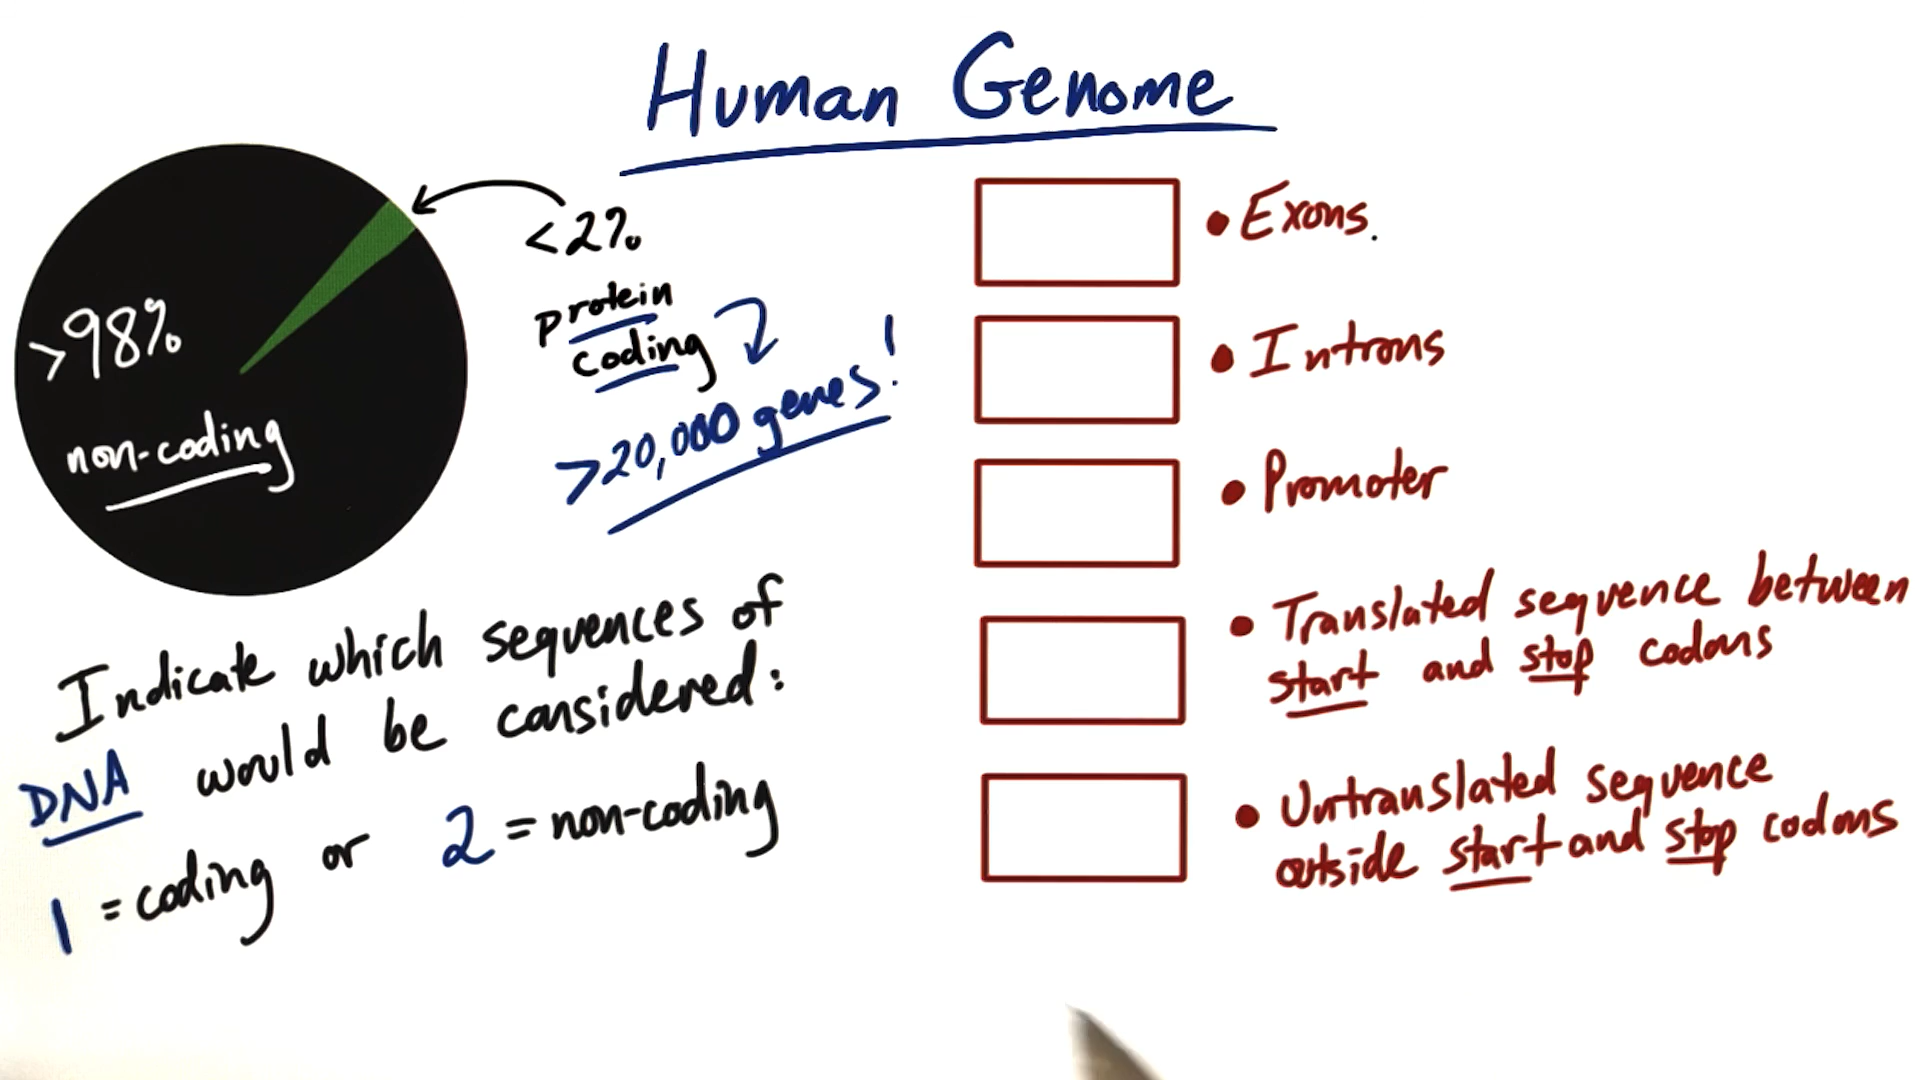 Human Genome
>98%
non-coding
<2%
protein
coding
>20,000 genes!
Indicate which sequences of
DNA would be considered:
1 = coding or 2 = non-coding
• Exons.
• Introns
• Promoter
• Translated sequence between
start and stop codons
• Untranslated sequence
outside start and stop codons